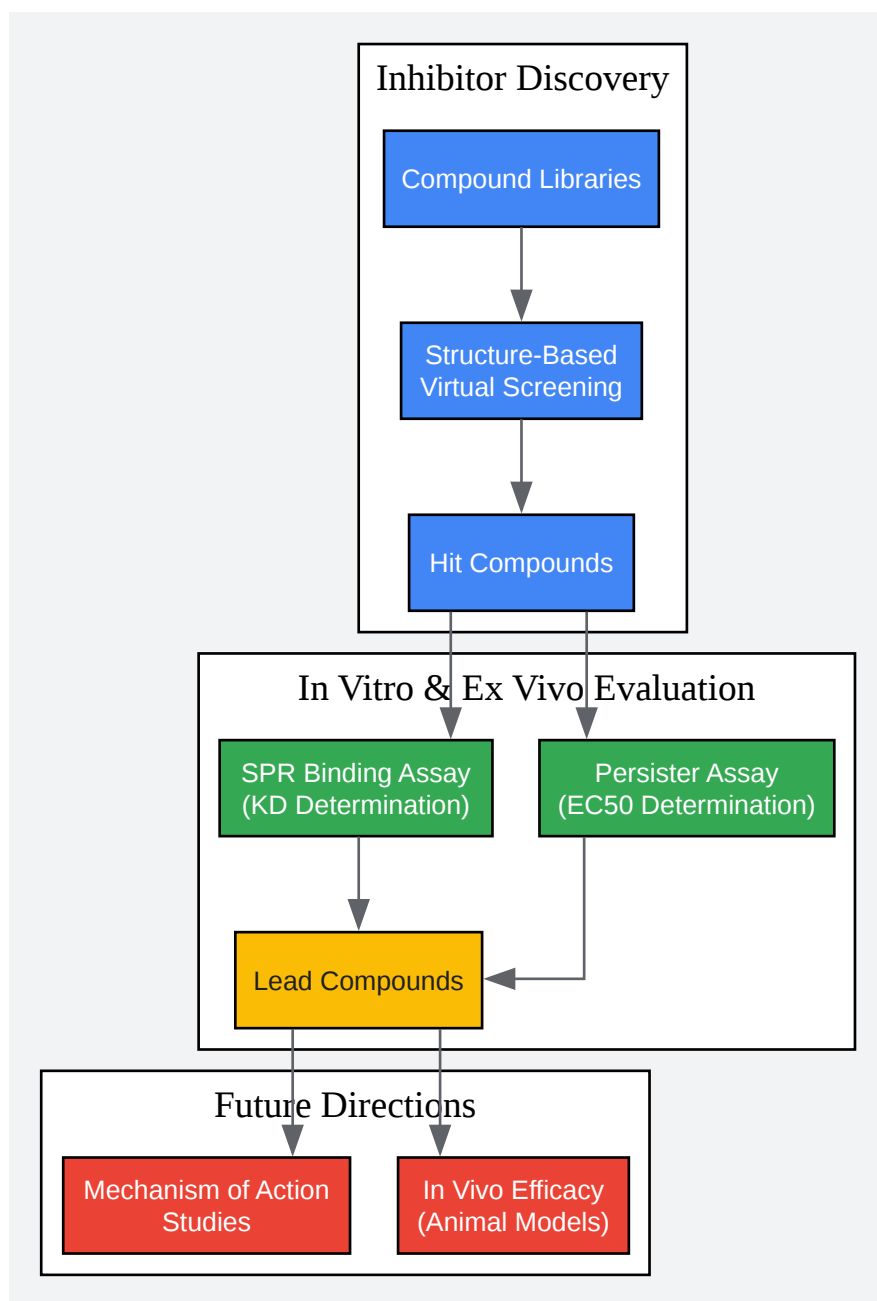 Inhibitor Discovery
Compound Libraries
Structure-Based
Virtual Screening
Hit Compounds
In Vitro & Ex Vivo Evaluation
SPR Binding Assay
(KD Determination)
Persister Assay
(EC50 Determination)
Lead Compounds
Future Directions
Mechanism of Action
Studies
In Vivo Efficacy
(Animal Models)